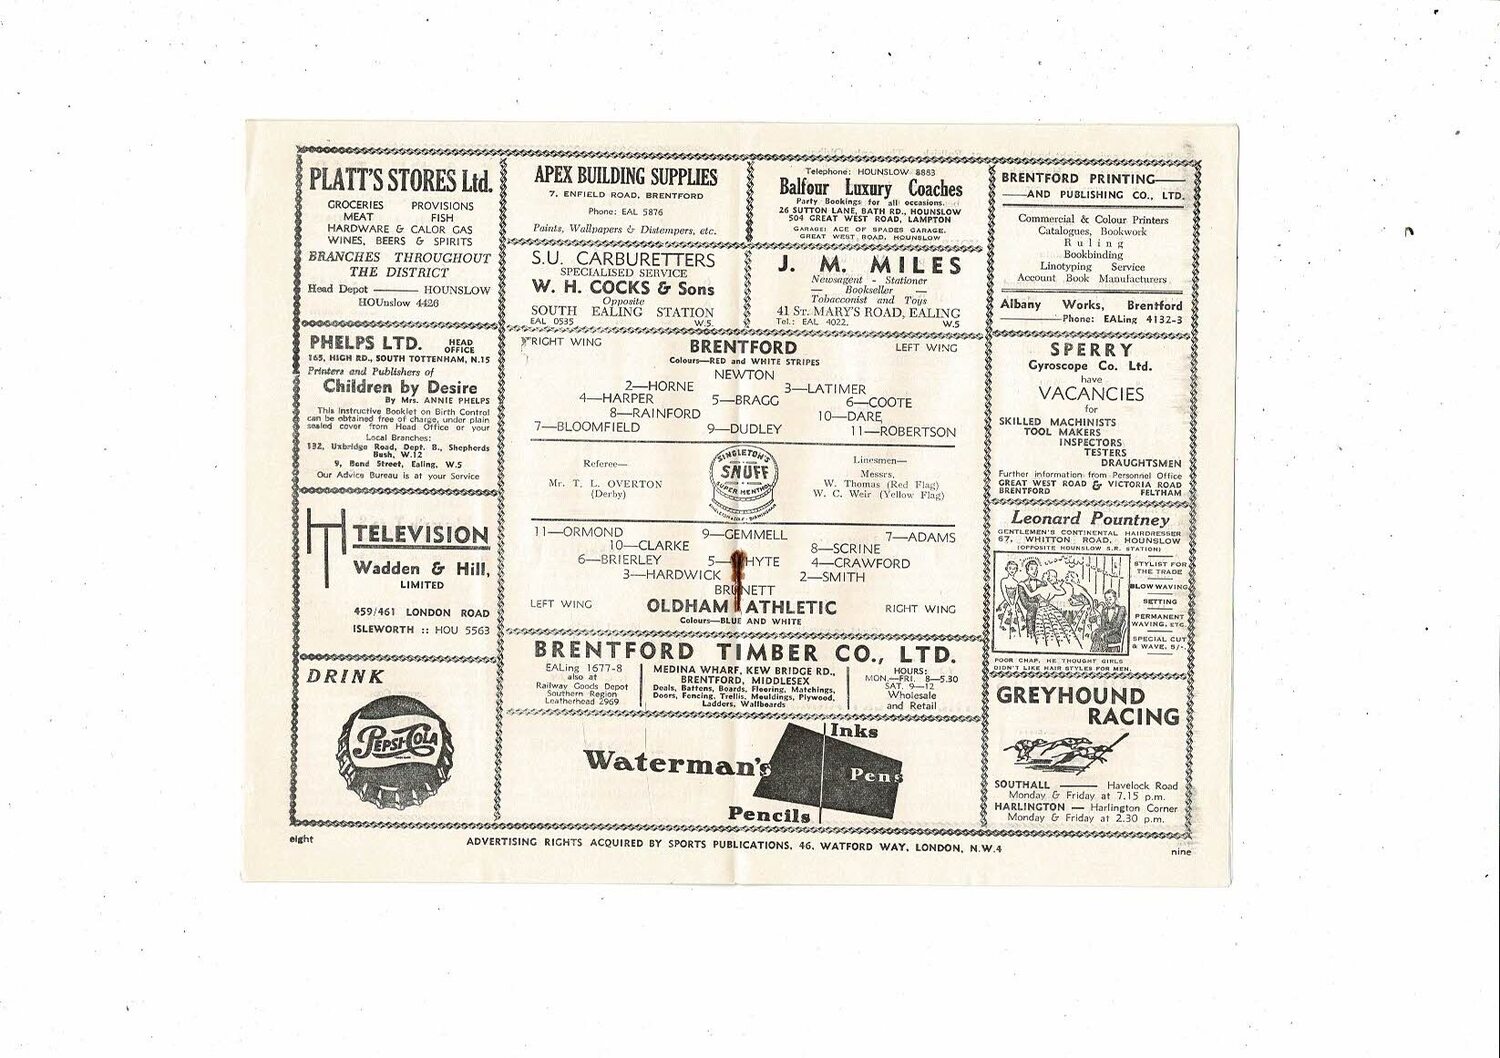 PLATT'S STORES Ltd.
GROCERIES PROVISIONS
MEAT FISH
HARDWARE & CALOR GAS
WINES, BEERS & SPIRITS
BRANCHES THROUGHOUT
THE DISTRICT
Head Depot ——— HOUNSLOW
HOUnslow 4426
PHELPS LTD. HEAD OFFICE
165, HIGH RD., SOUTH TOTTENHAM, N.15
Printers and Publishers of
Children by Desire
By Mrs. ANNIE PHELPS
This Instructive Booklet on Birth Control
can be obtained free of charge, under plain
sealed cover from Head Office or your
Local Branches:
132, Uxbridge Road, Dept. B., Shepherds
Bush, W.12
9, Bond Street, Ealing, W.5
Our Advice Bureau is at your Service
TELEVISION
Wadden & Hill,
LIMITED
459/461 LONDON ROAD
ISLEWORTH :: HOU 5563
DRINK
PEPSI-COLA
APEX BUILDING SUPPLIES
7, ENFIELD ROAD, BRENTFORD
Phone: EAL 5876
Paints, Wallpapers & Distempers, etc.
Telephone: HOUNSLOW 8883
Balfour Luxury Coaches
Party Bookings for all occasions.
26 SUTTON LANE, BATH RD., HOUNSLOW
504 GREAT WEST ROAD, LAMPTON
GARAGE: ACE OF SPADES GARAGE,
GREAT WEST ROAD, HOUNSLOW
S.U. CARBURETTERS
SPECIALISED SERVICE
W. H. COCKS & Sons
Opposite
SOUTH EALING STATION
EAL 0535 W.5.
J. M. MILES
Newsagent - Stationer
— Bookseller —
Tobacconist and Toys
41 ST. MARY'S ROAD, EALING
Tel.: EAL 4022. W.5
RIGHT WING BRENTFORD LEFT WING
Colours—RED and WHITE STRIPES
NEWTON
2—HORNE 3—LATIMER
4—HARPER 5—BRAGG 6—COOTE
8—RAINFORD 10—DARE
7—BLOOMFIELD 9—DUDLEY 11—ROBERTSON
Referee—
Mr. T. L. OVERTON
(Derby)
SINGLETON'S
SNUFF
SUPER MENTHOL
Linesmen—
Messrs.
W. Thomas (Red Flag)
W. C. Weir (Yellow Flag)
11—ORMOND 9—GEMMELL 7—ADAMS
10—CLARKE 8—SCRINE
6—BRIERLEY 5—WHYTE 4—CRAWFORD
3—HARDWICK 2—SMITH
BRUNETT
LEFT WING OLDHAM ATHLETIC RIGHT WING
Colours—BLUE AND WHITE
BRENTFORD TIMBER CO., LTD.
EALing 1677-8
also at
Railway Goods Depot
Southern Region
Leatherhead 2969
MEDINA WHARF, KEW BRIDGE RD.,
BRENTFORD, MIDDLESEX
Deals, Battens, Boards, Flooring, Matchings,
Doors, Fencing, Trellis, Mouldings, Plywood,
Ladders, Wallboards
HOURS:
MON.—FRI. 8—5.30
SAT. 9—12
Wholesale
and Retail
Waterman's
Inks
Pens
Pencils
BRENTFORD PRINTING—
—AND PUBLISHING CO., LTD.
Commercial & Colour Printers
Catalogues, Bookwork
Ruling
Bookbinding
Linotyping Service
Account Book Manufacturers
Albany Works, Brentford
—Phone: EALing 4132-3
SPERRY
Gyroscope Co. Ltd.
have
VACANCIES
for
SKILLED MACHINISTS
TOOL MAKERS
INSPECTORS
TESTERS
DRAUGHTSMEN
Further information from Personnel Office
GREAT WEST ROAD & VICTORIA ROAD
BRENTFORD FELTHAM
Leonard Pountney
GENTLEMEN'S CONTINENTAL HAIRDRESSER
67, WHITTON ROAD, HOUNSLOW
(OPPOSITE HOUNSLOW S.R. STATION)
STYLIST FOR
THE TRADE
BLOW WAVING
SETTING
PERMANENT
WAVING, ETC.
SPECIAL CUT
& WAVE, 5/-.
POOR CHAP, HE THOUGHT GIRLS
DIDN'T LIKE HAIR STYLES FOR MEN.
GREYHOUND
RACING
SOUTHALL —— Havelock Road
Monday & Friday at 7.15 p.m.
HARLINGTON — Harlington Corner
Monday & Friday at 2.30 p.m.
eight
ADVERTISING RIGHTS ACQUIRED BY SPORTS PUBLICATIONS, 46, WATFORD WAY, LONDON, N.W.4
nine